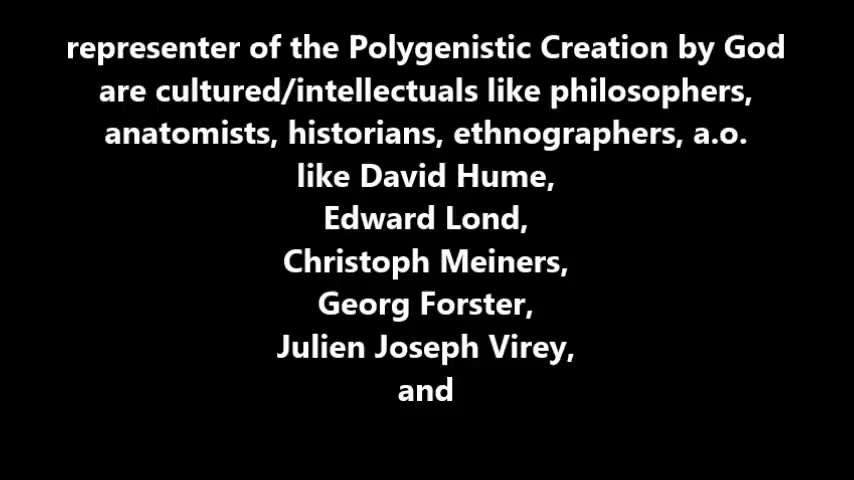 representer of the Polygenistic Creation by God
are cultured/intellectuals like philosophers,
anatomists, historians, ethnographers, a.o.
like David Hume,
Edward Lond,
Christoph Meiners,
Georg Forster,
Julien Joseph Virey,
and